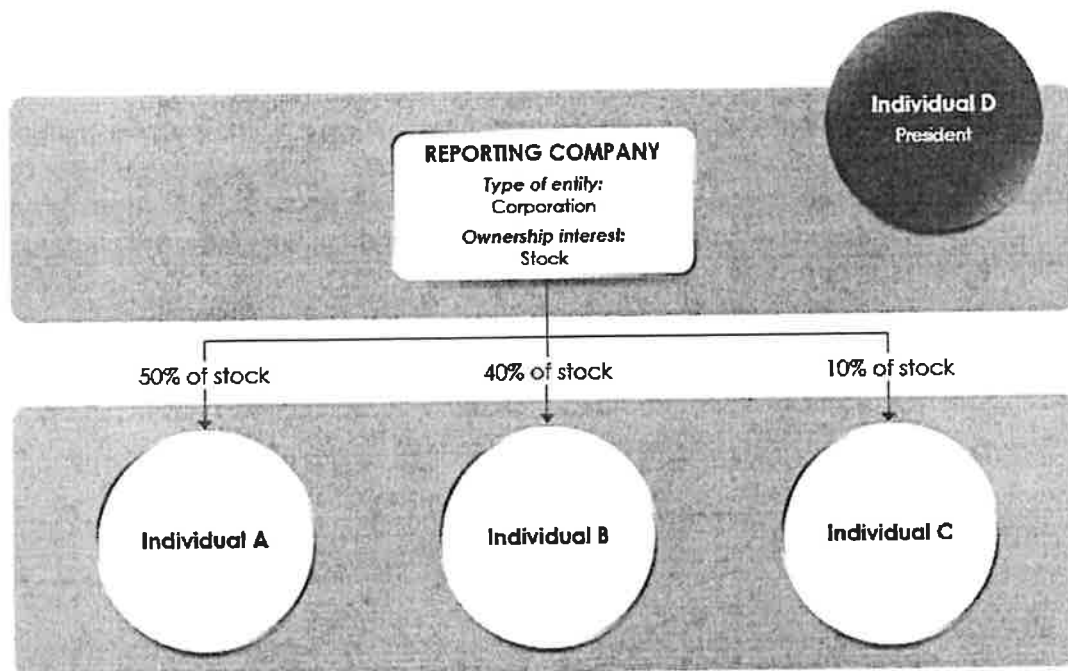 Individual D
President
REPORTING COMPANY
Type of entity:
Corporation
Ownership interest:
Stock
50% of stock
40% of stock
10% of stock
Individual A
Individual B
Individual C